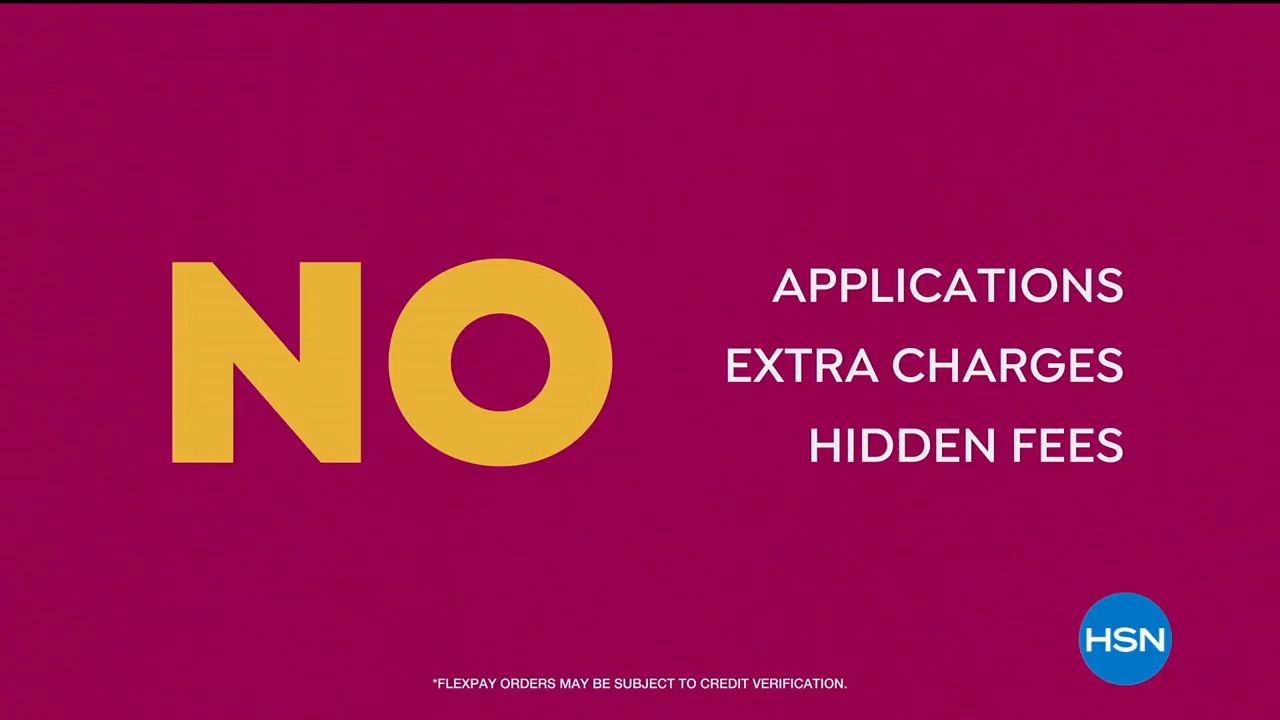 NO
APPLICATIONS
EXTRA CHARGES
HIDDEN FEES
HSN
*FLEXPAY ORDERS MAY BE SUBJECT TO CREDIT VERIFICATION.